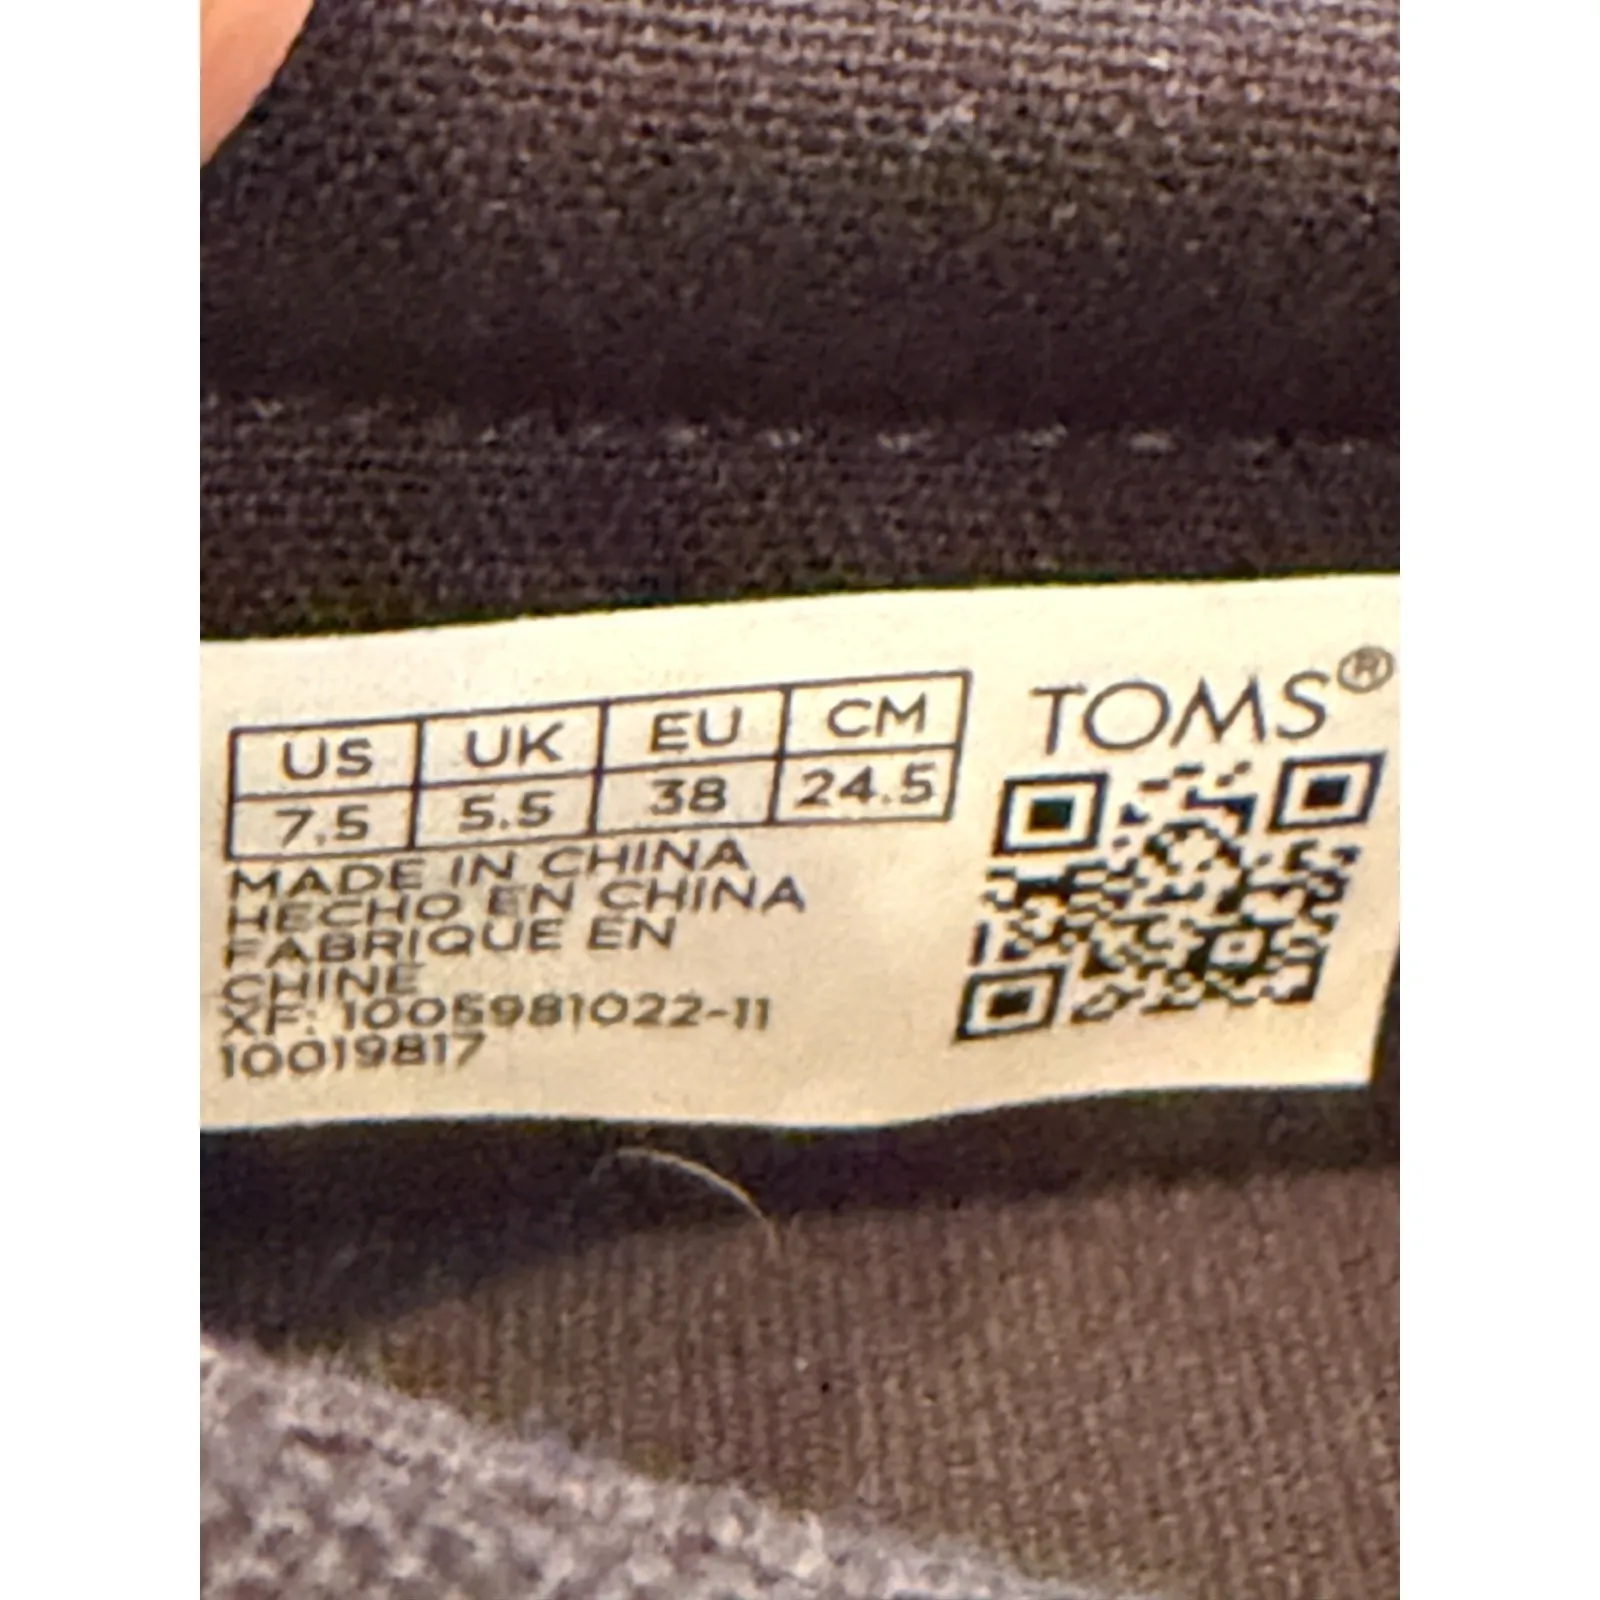 US UK EU CM
7.5 5.5 38 24.5
TOMS®
MADE IN CHINA
HECHO EN CHINA
FABRIQUE EN
CHINE
XF: 1005981022-11
10019817